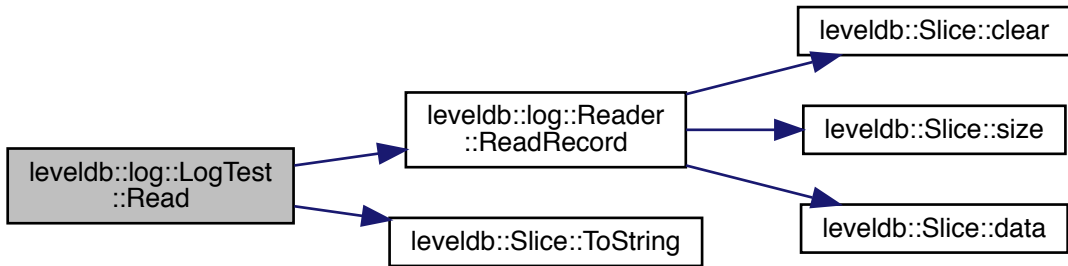 leveldb::log::LogTest
::Read
leveldb::log::Reader
::ReadRecord
leveldb::Slice::ToString
leveldb::Slice::clear
leveldb::Slice::size
leveldb::Slice::data